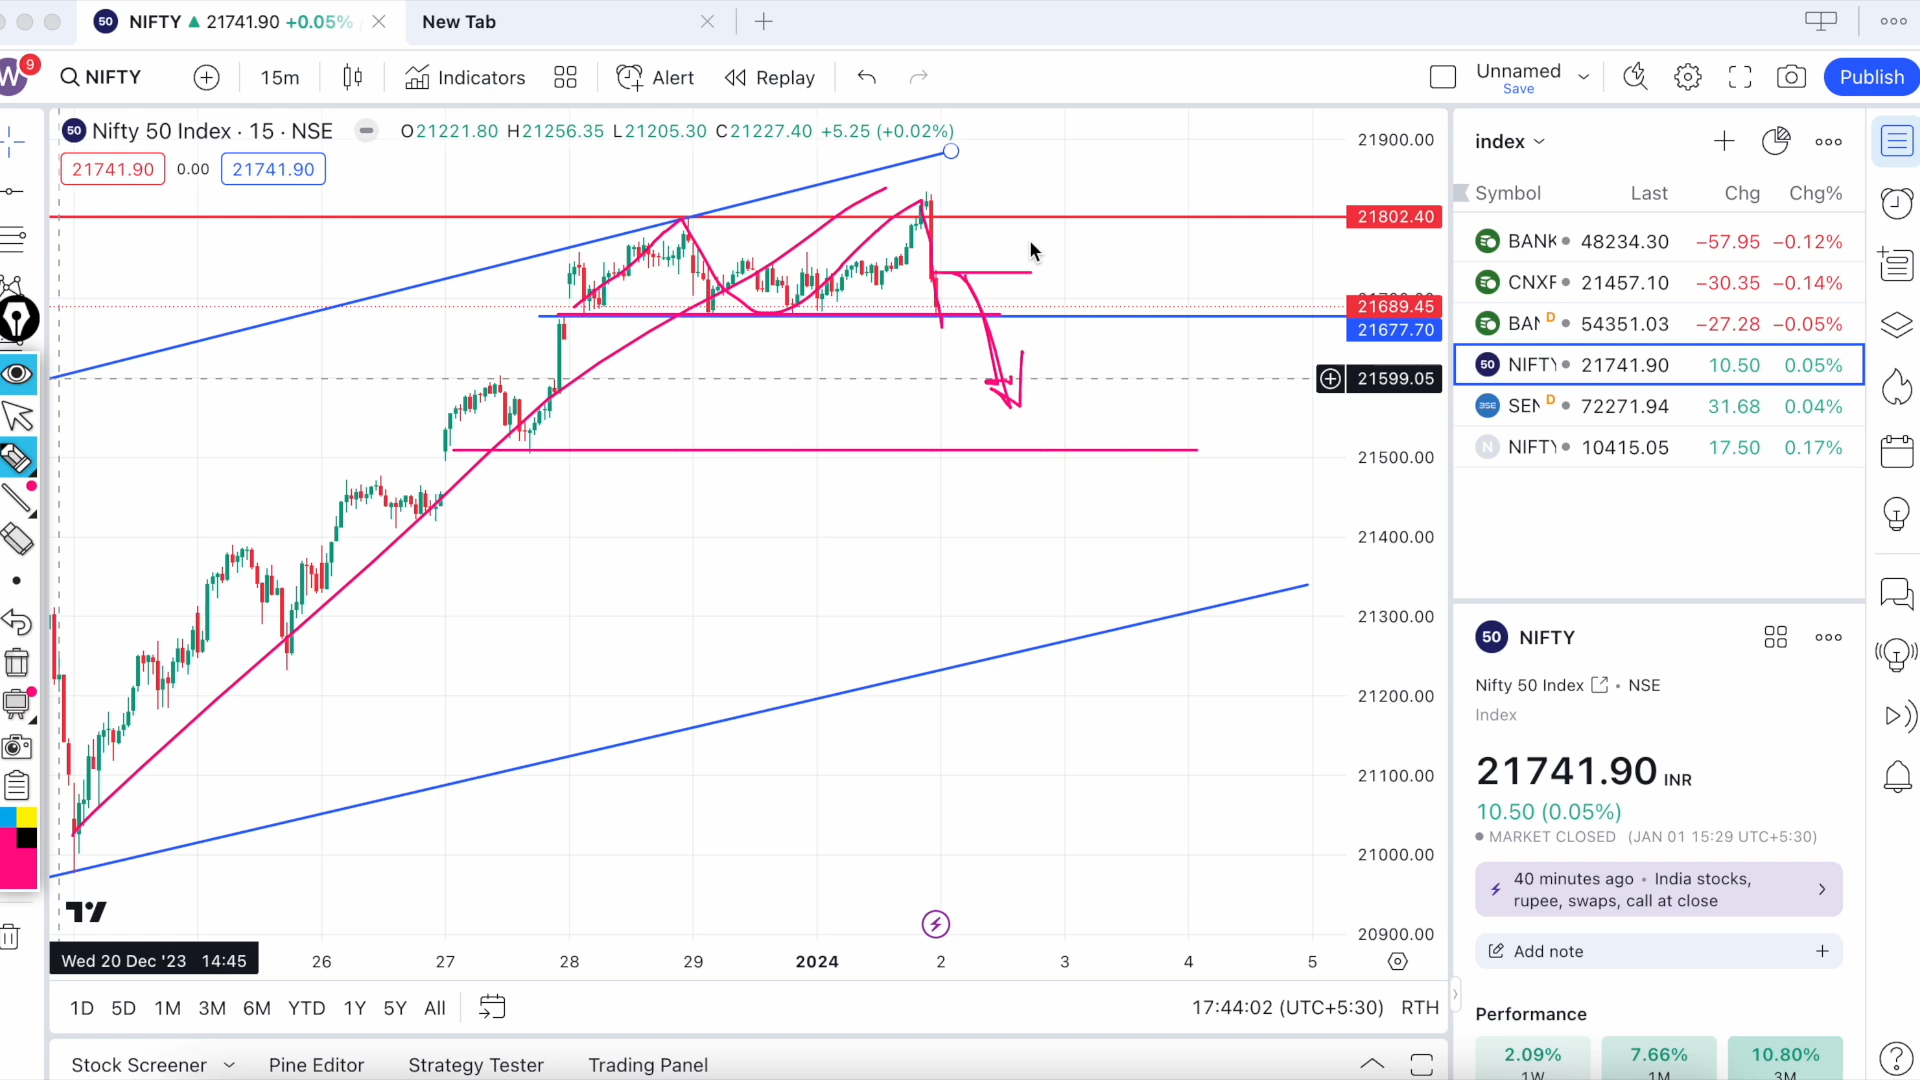 50 NIFTY ▲ 21741.90 +0.05%
New Tab
W 9 NIFTY 15m Indicators Alert Replay Unnamed Save Publish
50 Nifty 50 Index · 15 · NSE O21221.80 H21256.35 L21205.30 C21227.40 +5.25 (+0.02%)
21741.90 0.00 21741.90
21900.00
21802.40
21689.45
21677.70
21599.05
21500.00
21400.00
21300.00
21200.00
21100.00
21000.00
20900.00
Wed 20 Dec '23 14:45 26 27 28 29 2024 2 3 4 5
1D 5D 1M 3M 6M YTD 1Y 5Y All 17:44:02 (UTC+5:30) RTH
Stock Screener Pine Editor Strategy Tester Trading Panel
index
Symbol Last Chg Chg%
BANK 48234.30 −57.95 −0.12%
CNXF 21457.10 −30.35 −0.14%
BAN D 54351.03 −27.28 −0.05%
50 NIFTY 21741.90 10.50 0.05%
BSE SEN D 72271.94 31.68 0.04%
N NIFTY 10415.05 17.50 0.17%
50 NIFTY
Nifty 50 Index • NSE
Index
21741.90 INR
10.50 (0.05%)
MARKET CLOSED (JAN 01 15:29 UTC+5:30)
40 minutes ago • India stocks,
rupee, swaps, call at close
Add note
Performance
2.09% 7.66% 10.80%
1W 1M 3M